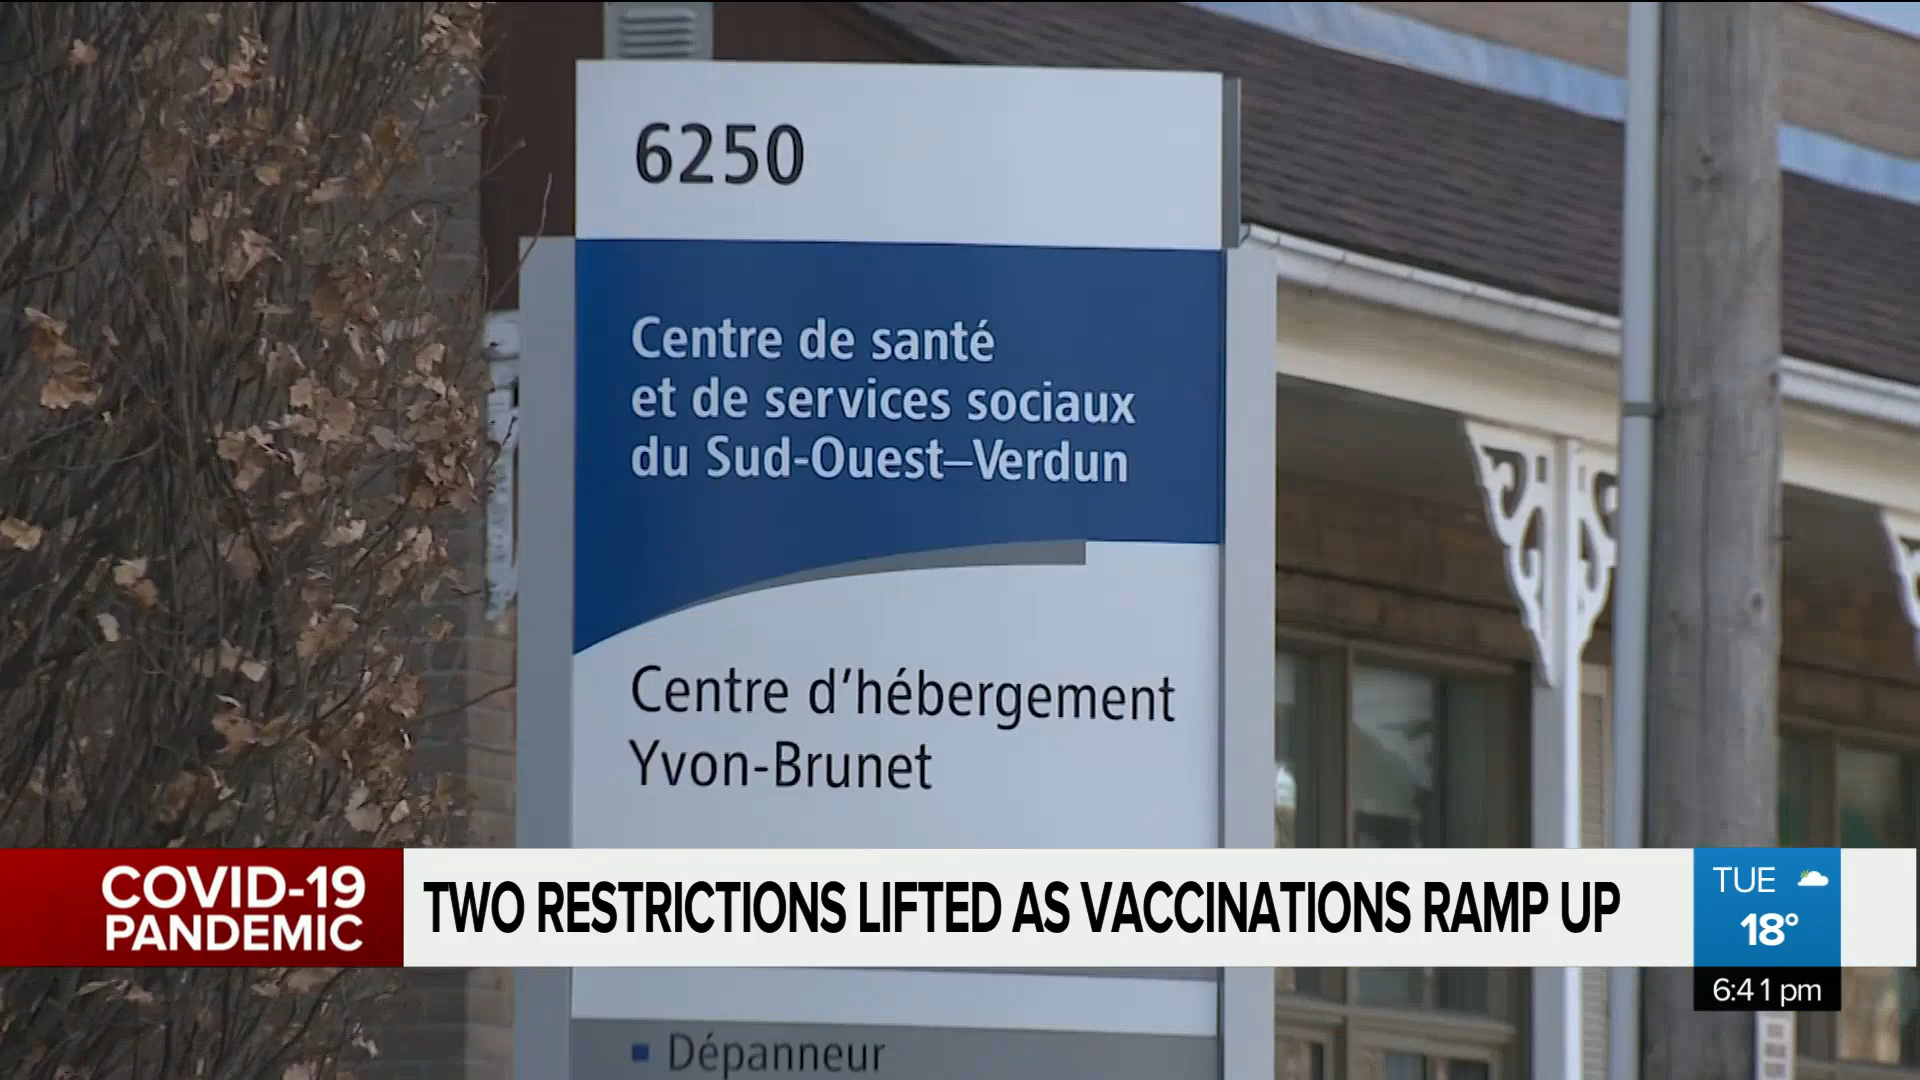 6250
Centre de santé
et de services sociaux
du Sud-Ouest–Verdun
Centre d'hébergement
Yvon-Brunet
COVID-19
PANDEMIC
TWO RESTRICTIONS LIFTED AS VACCINATIONS RAMP UP
TUE
18°
6:41 pm
Dépanneur